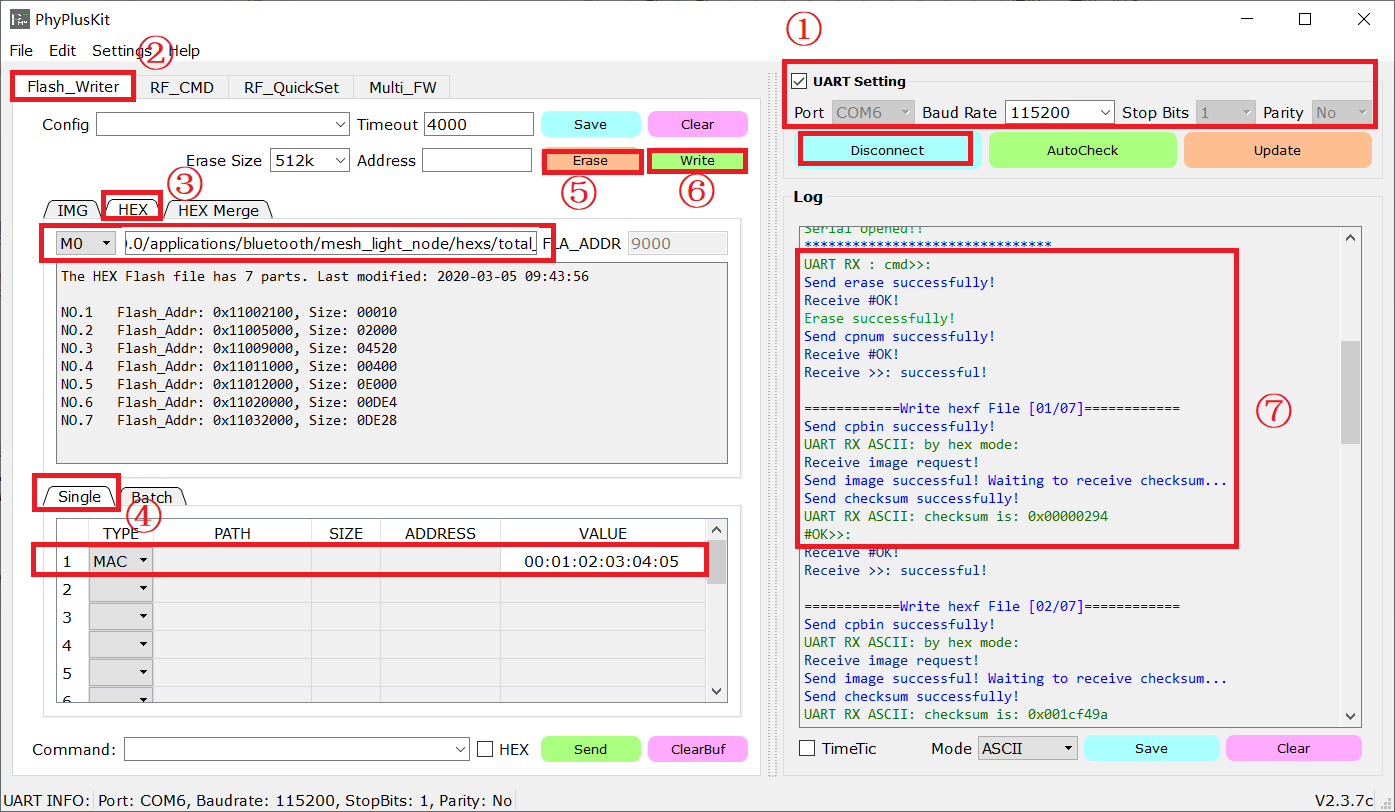 PhyPlusKit
①
File Edit Settings Help
②
Flash_Writer RF_CMD RF_QuickSet Multi_FW
Config Timeout 4000 Save Clear
Erase Size 512k Address Erase Write
③
⑤ ⑥
IMG HEX HEX Merge
M0 .0/applications/bluetooth/mesh_light_node/hexs/total_ FLA_ADDR 9000
The HEX Flash file has 7 parts. Last modified: 2020-03-05 09:43:56
NO.1 Flash_Addr: 0x11002100, Size: 00010
NO.2 Flash_Addr: 0x11005000, Size: 02000
NO.3 Flash_Addr: 0x11009000, Size: 04520
NO.4 Flash_Addr: 0x11011000, Size: 00400
NO.5 Flash_Addr: 0x11012000, Size: 0E000
NO.6 Flash_Addr: 0x11020000, Size: 00DE4
NO.7 Flash_Addr: 0x11032000, Size: 0DE28
Single Batch
④
TYPE PATH SIZE ADDRESS VALUE
1 MAC 00:01:02:03:04:05
2
3
4
5
6
Command: HEX Send ClearBuf
UART Setting
Port COM6 Baud Rate 115200 Stop Bits 1 Parity No
Disconnect AutoCheck Update
Log
Serial opened!!
*******************************
UART RX : cmd>>:
Send erase successfully!
Receive #OK!
Erase successfully!
Send cpnum successfully!
Receive #OK!
Receive >>: successful!
============Write hexf File [01/07]============
Send cpbin successfully!
UART RX ASCII: by hex mode:
Receive image request!
Send image successful! Waiting to receive checksum...
Send checksum successfully!
UART RX ASCII: checksum is: 0x00000294
#OK>>:
⑦
Receive #OK!
Receive >>: successful!
============Write hexf File [02/07]============
Send cpbin successfully!
UART RX ASCII: by hex mode:
Receive image request!
Send image successful! Waiting to receive checksum...
Send checksum successfully!
UART RX ASCII: checksum is: 0x001cf49a
TimeTic Mode ASCII Save Clear
UART INFO: Port: COM6, Baudrate: 115200, StopBits: 1, Parity: No V2.3.7c